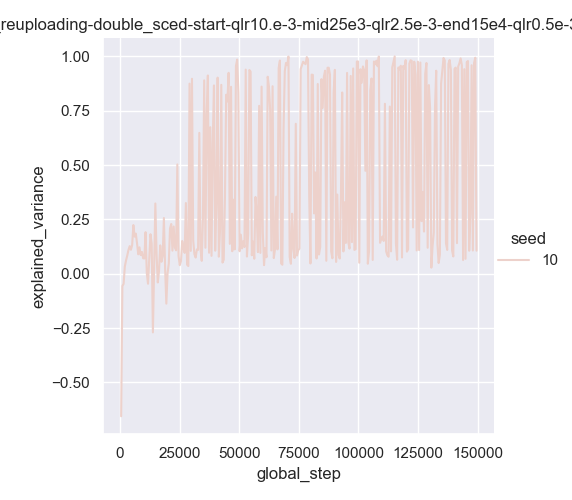 _reuploading-double_sced-start-qlr10.e-3-mid25e3-qlr2.5e-3-end15e4-qlr0.5e-3
1.00
0.75
0.50
0.25
0.00
−0.25
−0.50
explained_variance
0 25000 50000 75000 100000 125000 150000
global_step
seed
10